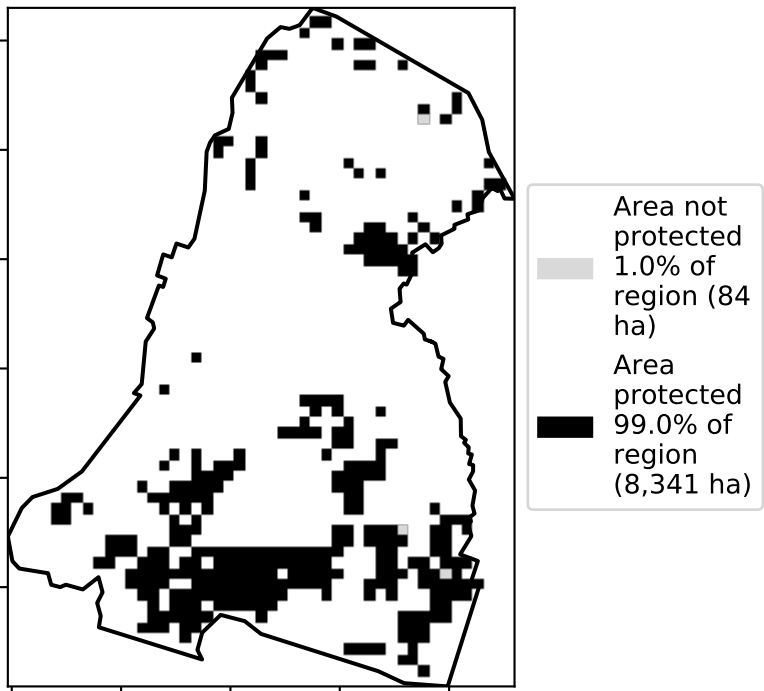 Area not
protected
1.0% of
region (84
ha)
Area
protected
99.0% of
region
(8,341 ha)